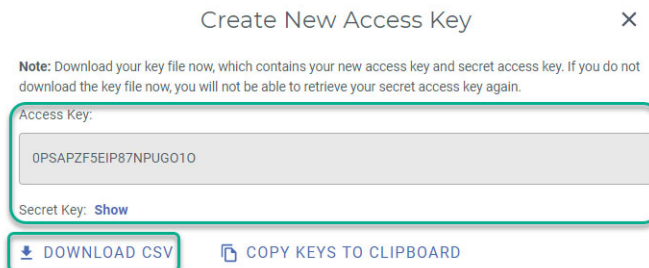 Create New Access Key
Note: Download your key file now, which contains your new access key and secret access key. If you do not
download the key file now, you will not be able to retrieve your secret access key again.
Access Key:
0PSAPZF5EIP87NPUGO1O
Secret Key: Show
DOWNLOAD CSV COPY KEYS TO CLIPBOARD